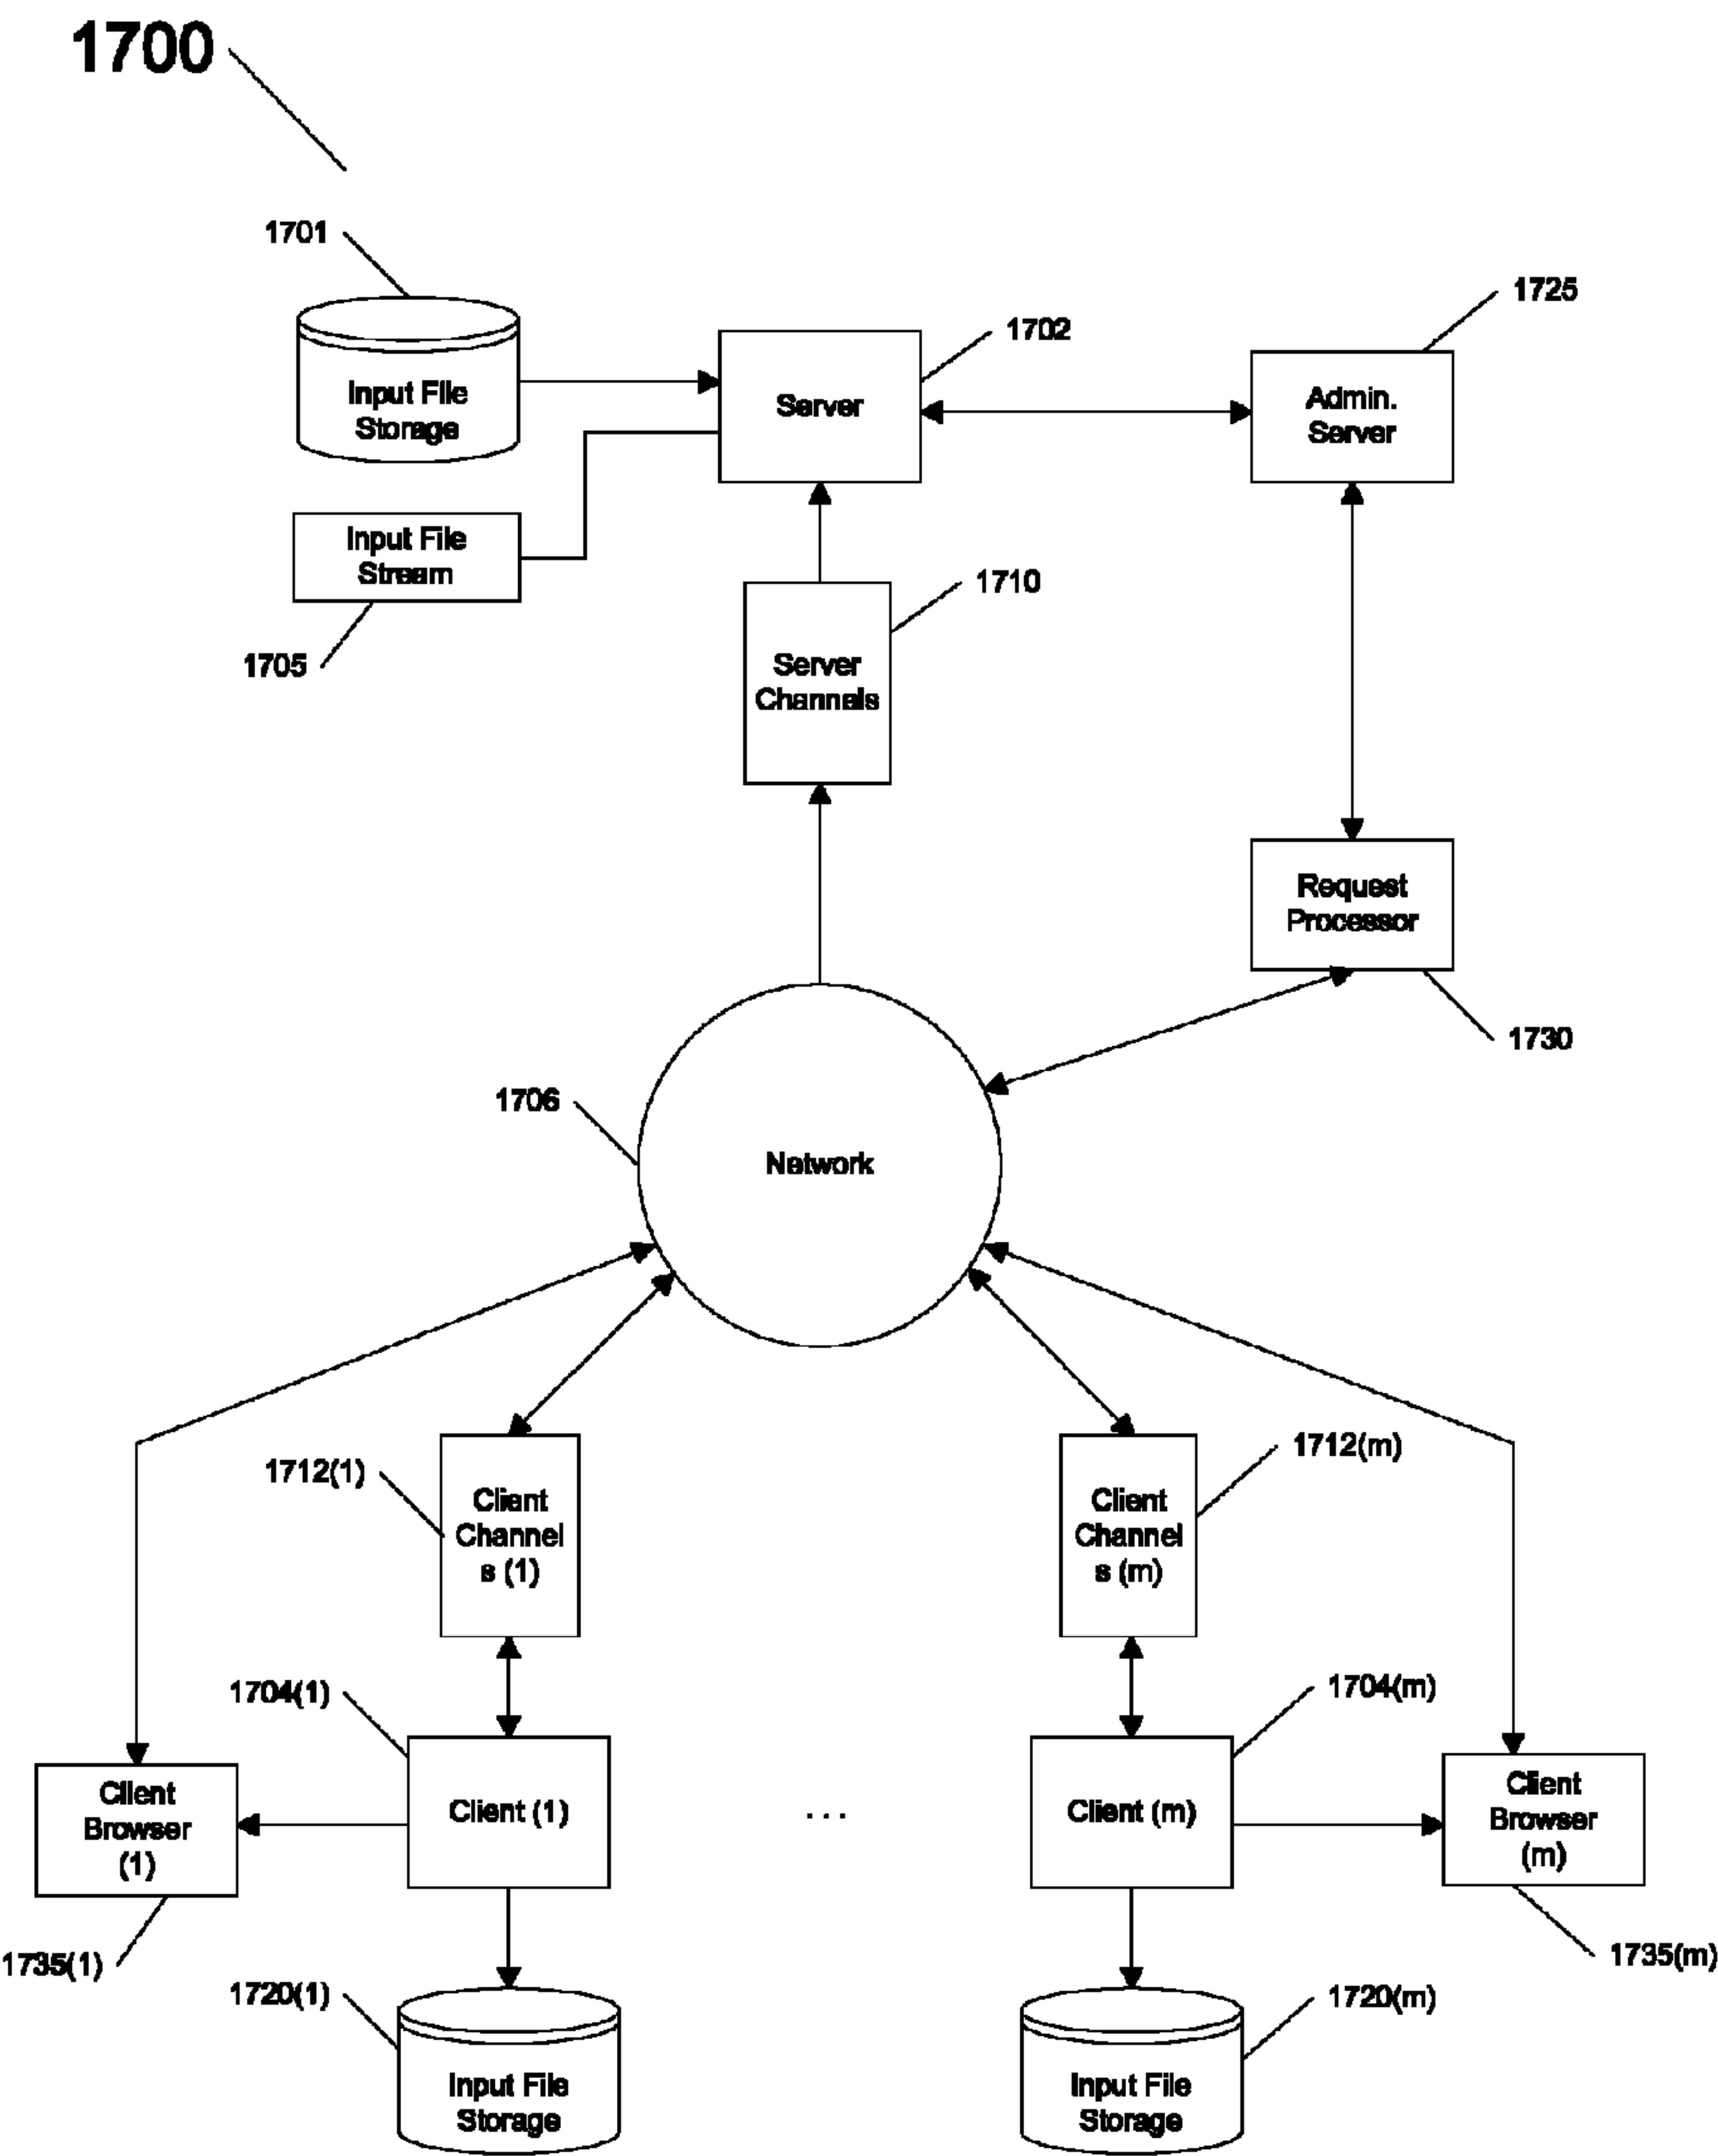 1700
1701
1725
1702
Input File
Storage
Server
Admin.
Server
Input File
Stream
1710
1705
Server
Channels
Request
Processor
1730
1706
Network
1712(1)
1712(m)
Client
Channel
s (1)
Client
Channel
s (m)
1704(1)
1704(m)
Client
Browser
(1)
Client (1)
...
Client (m)
Client
Browser
(m)
1735(1)
1735(m)
1720(1)
1720(m)
Input File
Storage
Input File
Storage